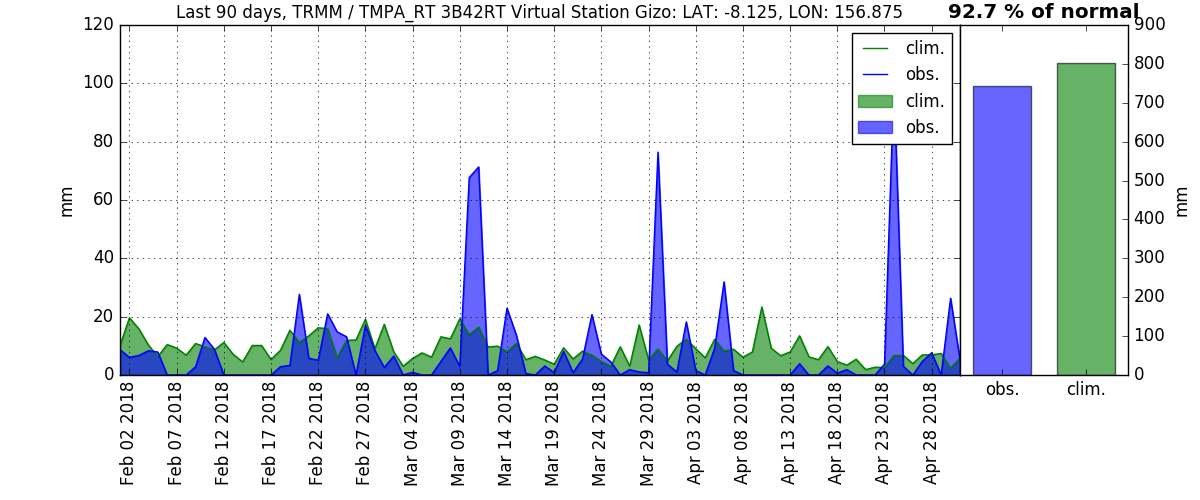 Last 90 days, TRMM / TMPA_RT 3B42RT Virtual Station Gizo: LAT: -8.125, LON: 156.875
92.7 % of normal
120
100
80
60
40
20
0
mm
clim.
obs.
clim.
obs.
Feb 02 2018
Feb 07 2018
Feb 12 2018
Feb 17 2018
Feb 22 2018
Feb 27 2018
Mar 04 2018
Mar 09 2018
Mar 14 2018
Mar 19 2018
Mar 24 2018
Mar 29 2018
Apr 03 2018
Apr 08 2018
Apr 13 2018
Apr 18 2018
Apr 23 2018
Apr 28 2018
900
800
700
600
500
400
300
200
100
0
mm
obs.
clim.